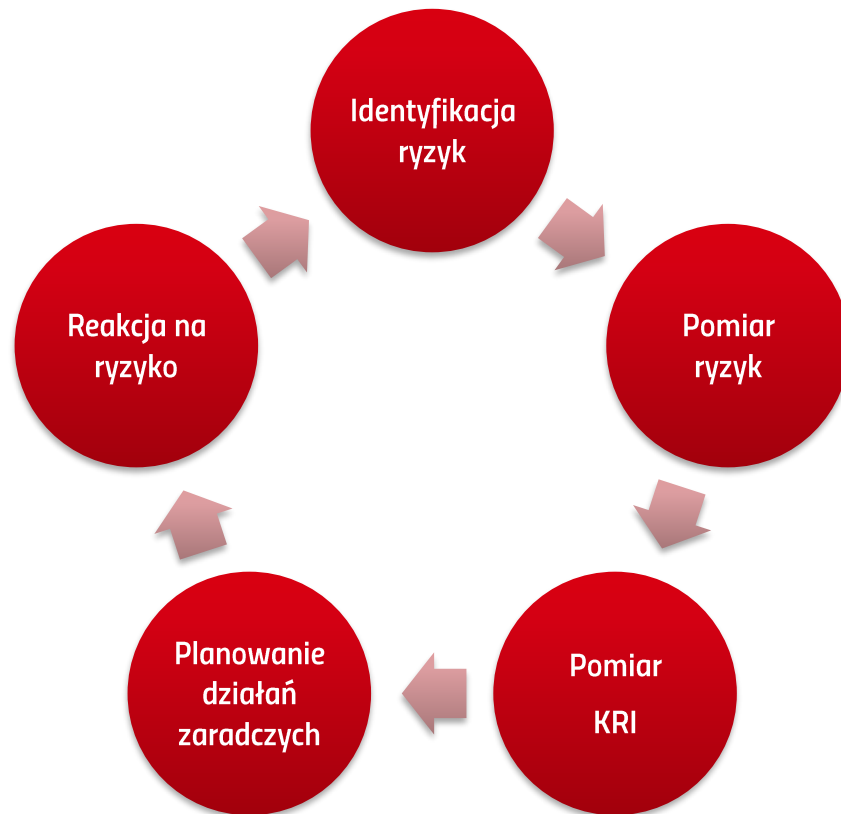 Identyfikacja
ryzyk
Pomiar
ryzyk
Pomiar
KRI
Planowanie
działań
zaradczych
Reakcja na
ryzyko